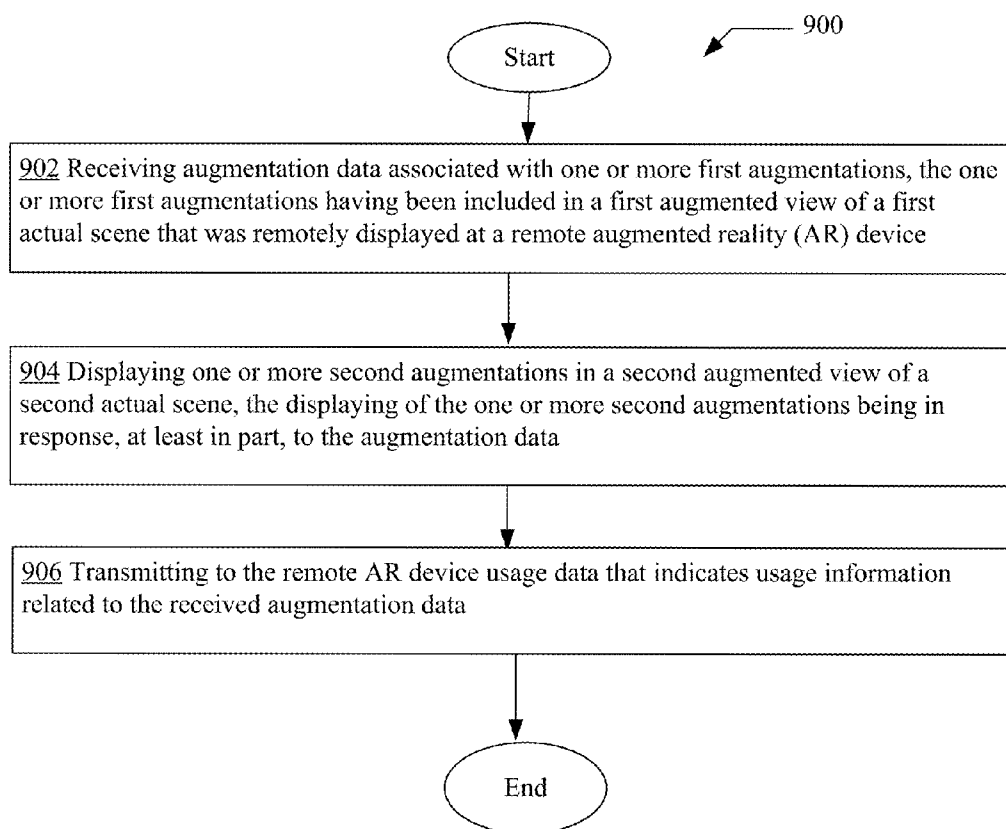 900
Start
902 Receiving augmentation data associated with one or more first augmentations, the one
or more first augmentations having been included in a first augmented view of a first
actual scene that was remotely displayed at a remote augmented reality (AR) device
904 Displaying one or more second augmentations in a second augmented view of a
second actual scene, the displaying of the one or more second augmentations being in
response, at least in part, to the augmentation data
906 Transmitting to the remote AR device usage data that indicates usage information
related to the received augmentation data
End